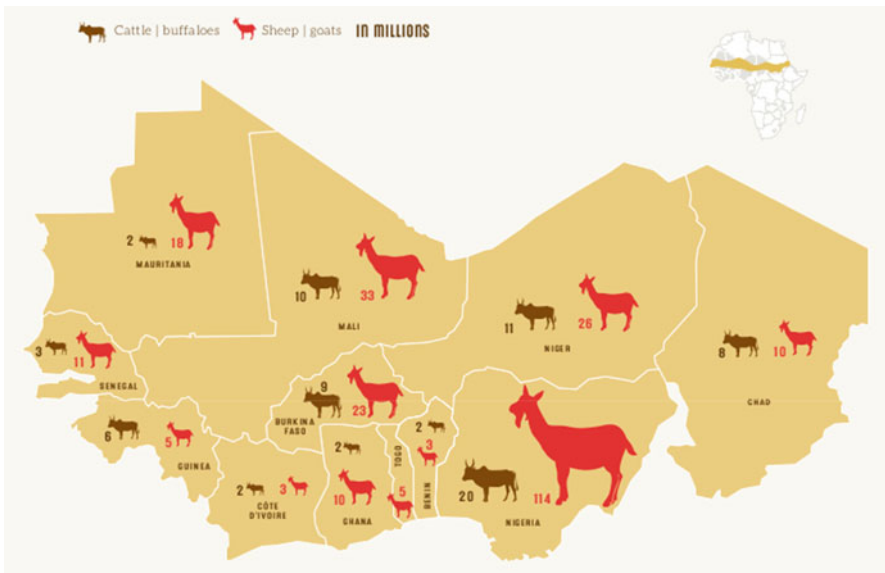 Cattle | buffaloes Sheep | goats IN MILLIONS
2 18
MAURITANIA
10 33
MALI
11 26
NIGER
8 10
CHAD
3 11
SENEGAL
9
23
BURKINA
FASO
6 5
GUINEA
2 3
CÔTE
D'IVOIRE
2
10
GHANA
TOGO
5
2
3
BENIN
20 114
NIGERIA